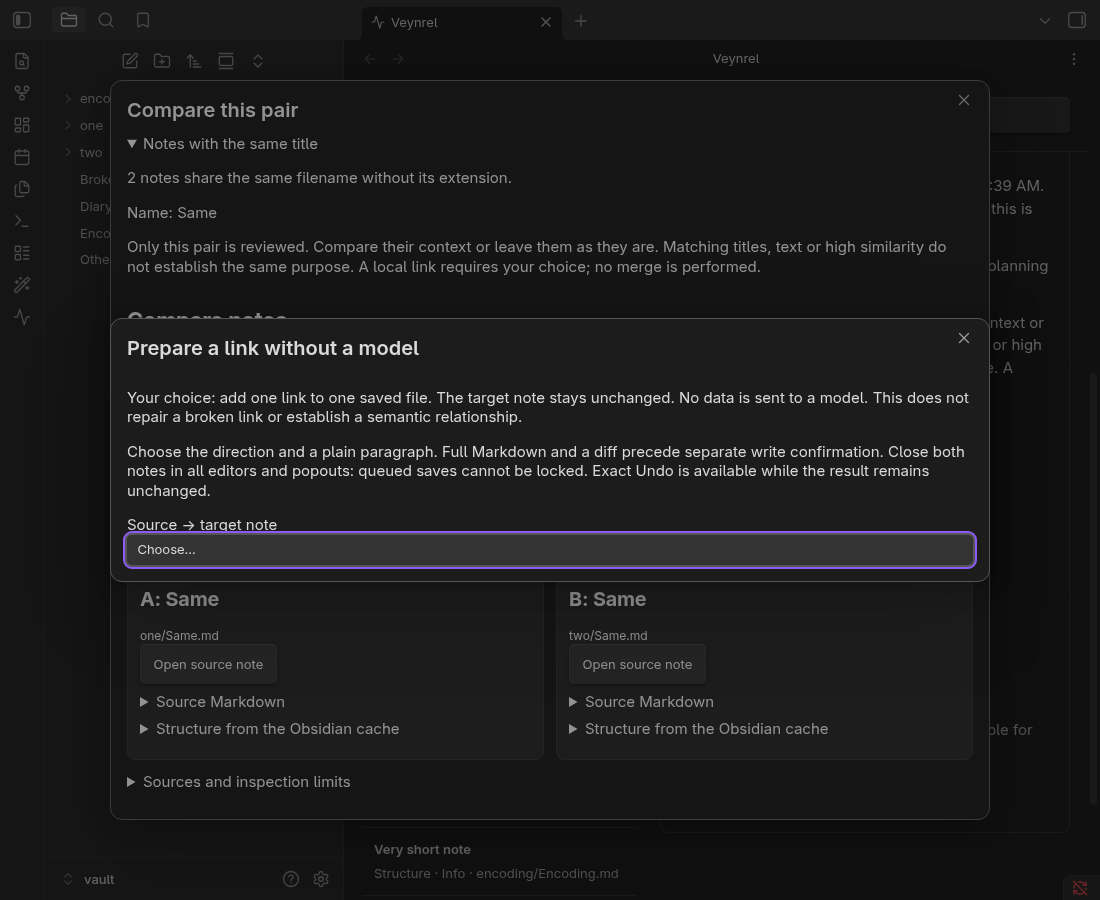 Veynrel
Veynrel
enco
one
two
Broke
Diary
Enco
Othe
Compare this pair
Notes with the same title
2 notes share the same filename without its extension.
Name: Same
Only this pair is reviewed. Compare their context or leave them as they are. Matching titles, text or high similarity do
not establish the same purpose. A local link requires your choice; no merge is performed.
:39 AM.
this is
planning
ntext or
or high
e. A
Prepare a link without a model
Your choice: add one link to one saved file. The target note stays unchanged. No data is sent to a model. This does not
repair a broken link or establish a semantic relationship.
Choose the direction and a plain paragraph. Full Markdown and a diff precede separate write confirmation. Close both
notes in all editors and popouts: queued saves cannot be locked. Exact Undo is available while the result remains
unchanged.
Source → target note
Choose...
A: Same
one/Same.md
Open source note
Source Markdown
Structure from the Obsidian cache
B: Same
two/Same.md
Open source note
Source Markdown
Structure from the Obsidian cache
ble for
Sources and inspection limits
Very short note
Structure · Info · encoding/Encoding.md
vault